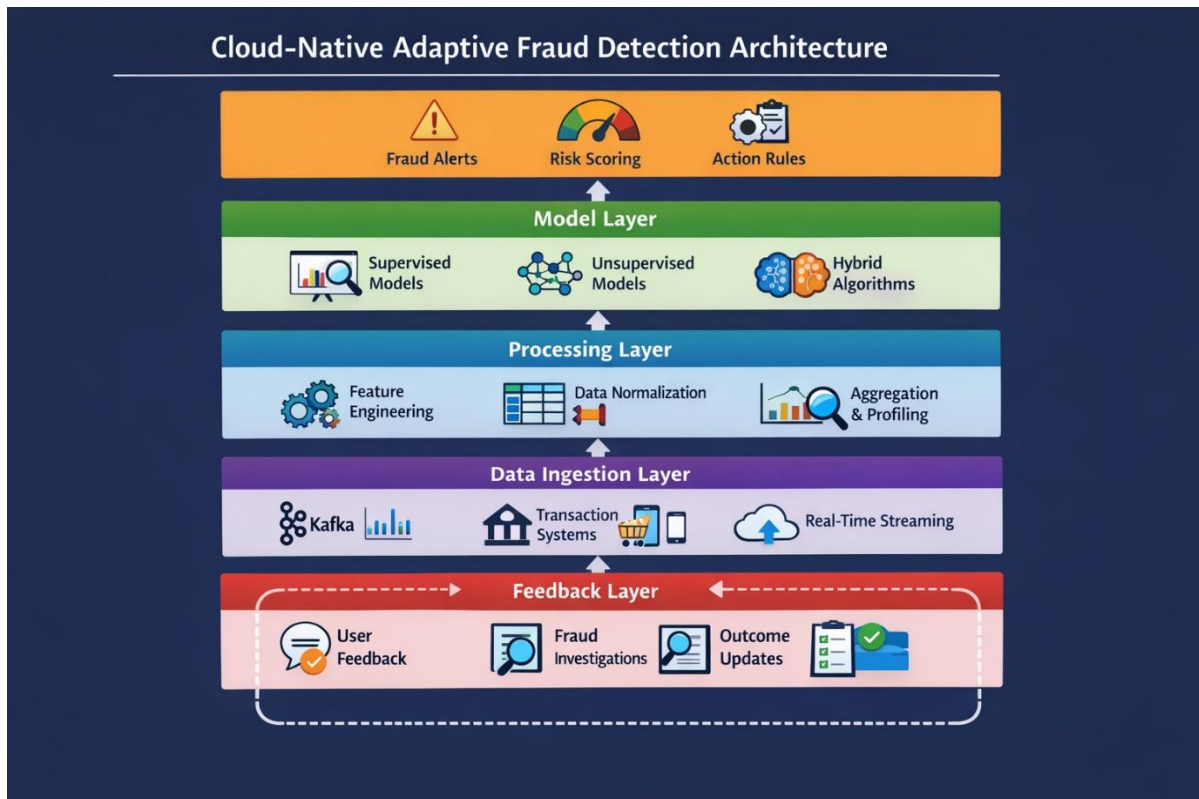 Cloud-Native Adaptive Fraud Detection Architecture
Fraud Alerts
Risk Scoring
Action Rules
Model Layer
Supervised
Models
Unsupervised
Models
Hybrid
Algorithms
Processing Layer
Feature
Engineering
Data Normalization
Aggregation
& Profiling
Data Ingestion Layer
Kafka
Transaction
Systems
Real-Time Streaming
Feedback Layer
User
Feedback
Fraud
Investigations
Outcome
Updates